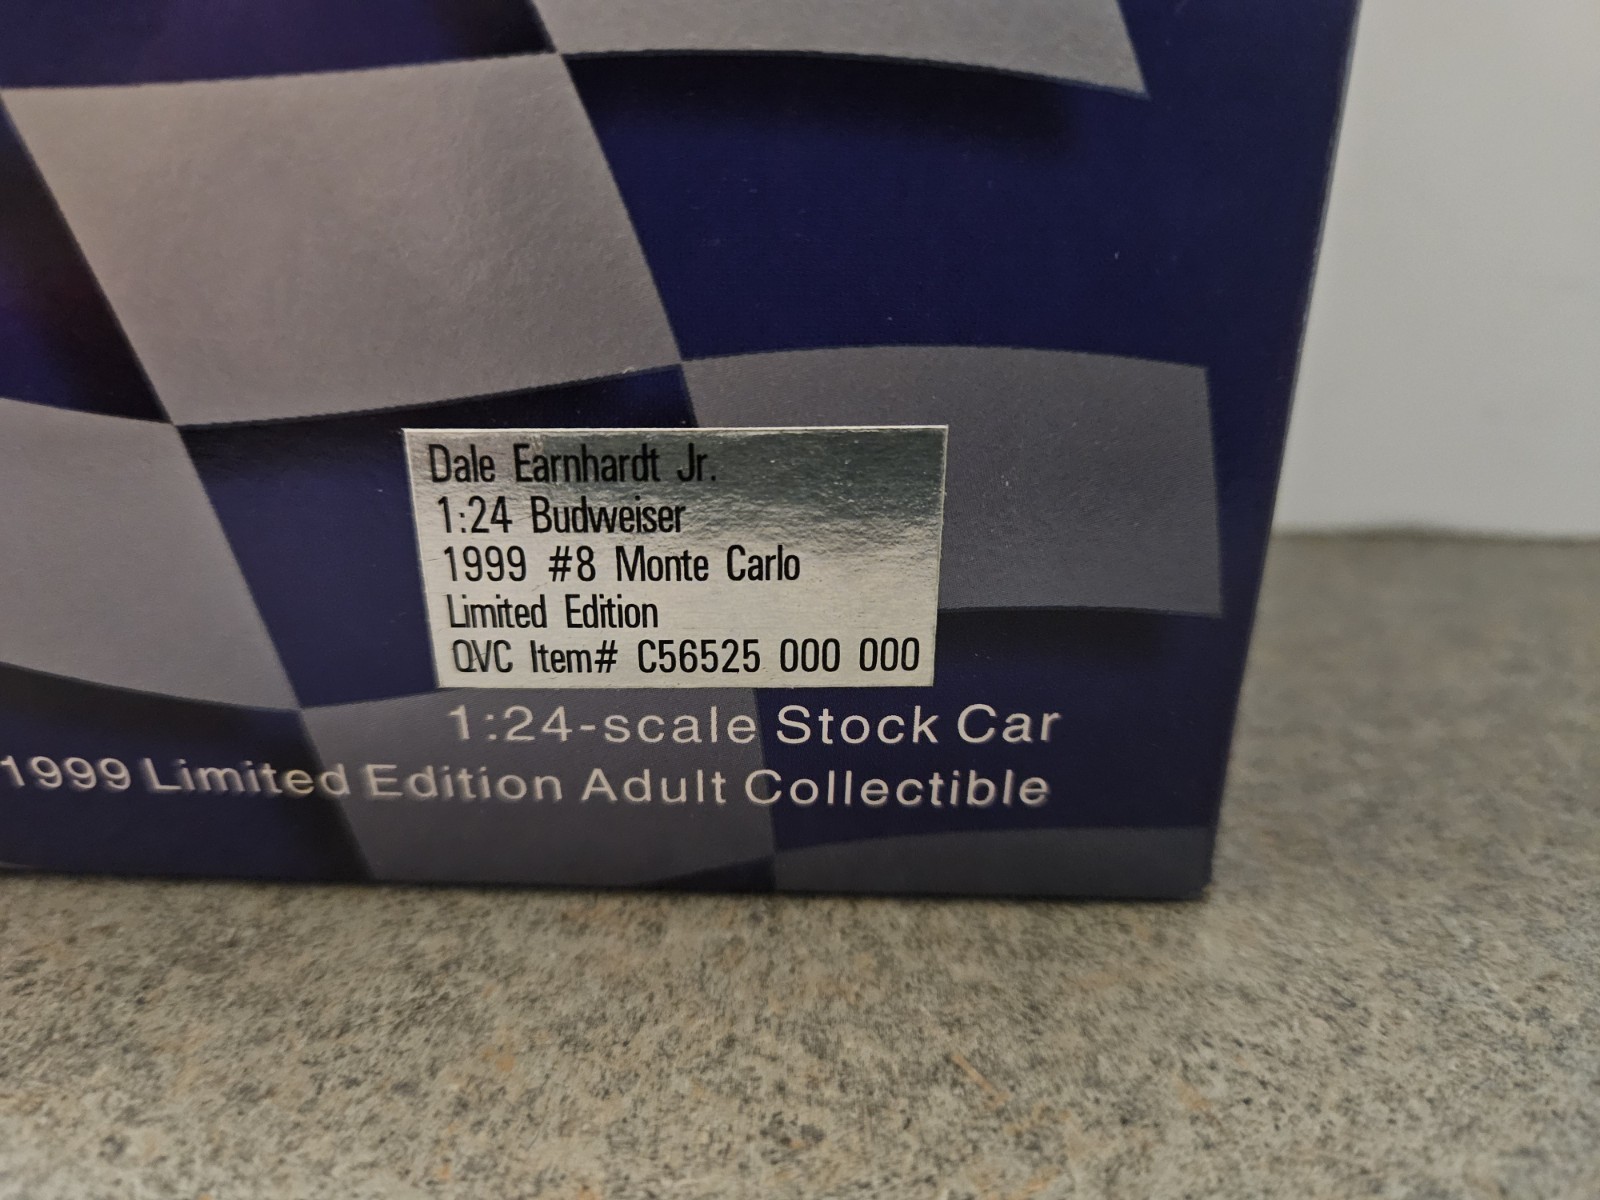 Dale Earnhardt Jr.
1:24 Budweiser
1999 #8 Monte Carlo
Limited Edition
QVC Item# C56525 000 000
1:24-scale Stock Car
1999 Limited Edition Adult Collectible